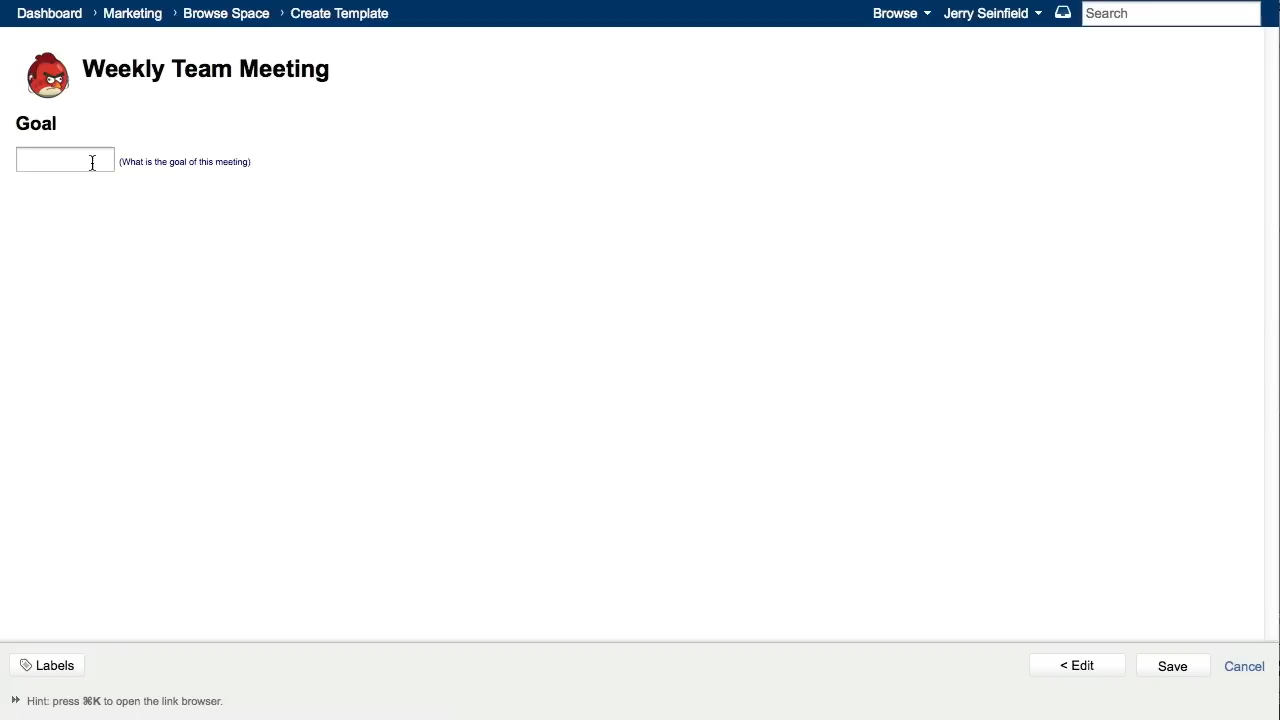 Dashboard › Marketing › Browse Space › Create Template Browse Jerry Seinfield Search
Weekly Team Meeting
Goal
(What is the goal of this meeting)
Labels < Edit Save Cancel
Hint: press ⌘K to open the link browser.